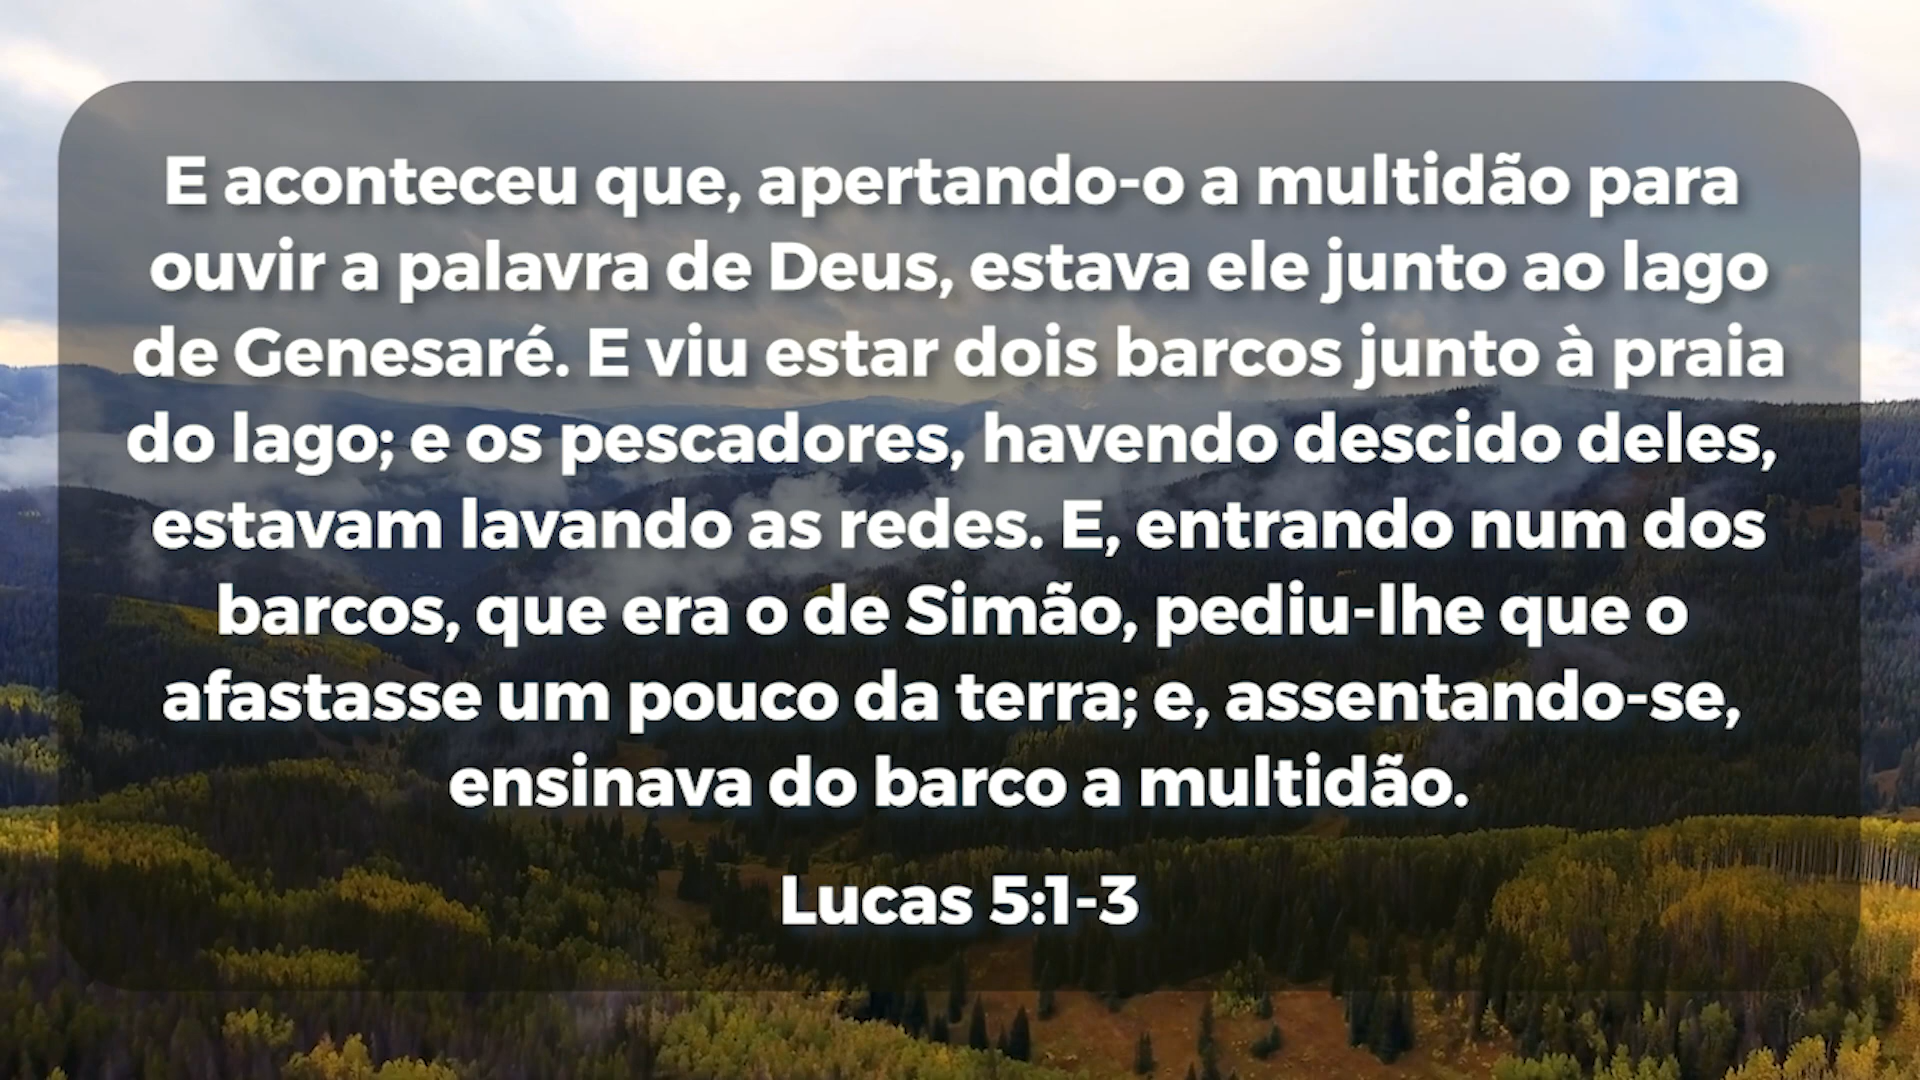 E aconteceu que, apertando-o a multidão para
ouvir a palavra de Deus, estava ele junto ao lago
de Genesaré. E viu estar dois barcos junto à praia
do lago; e os pescadores, havendo descido deles,
estavam lavando as redes. E, entrando num dos
barcos, que era o de Simão, pediu-lhe que o
afastasse um pouco da terra; e, assentando-se,
ensinava do barco a multidão.
Lucas 5:1-3